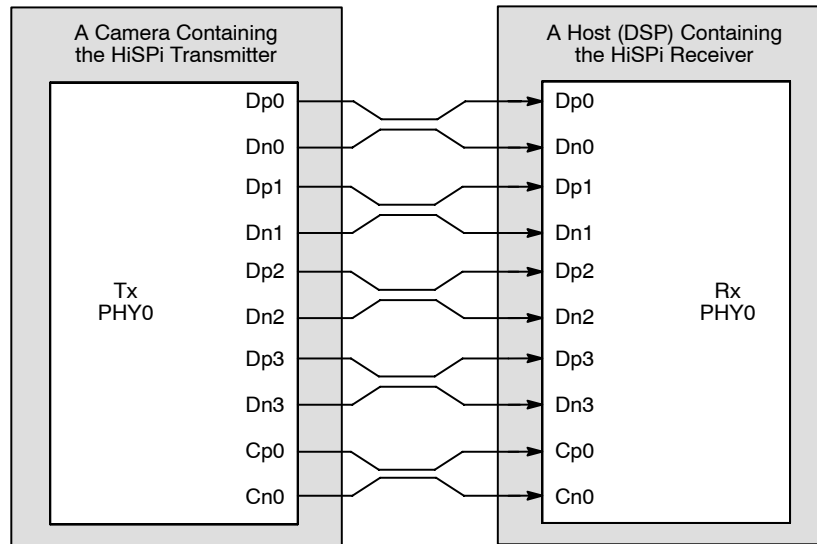 A Camera Containing
the HiSPi Transmitter
A Host (DSP) Containing
the HiSPi Receiver
Tx
PHY0
Dp0
Dn0
Dp1
Dn1
Dp2
Dn2
Dp3
Dn3
Cp0
Cn0
Dp0
Dn0
Dp1
Dn1
Dp2
Dn2
Dp3
Dn3
Cp0
Cn0
Rx
PHY0